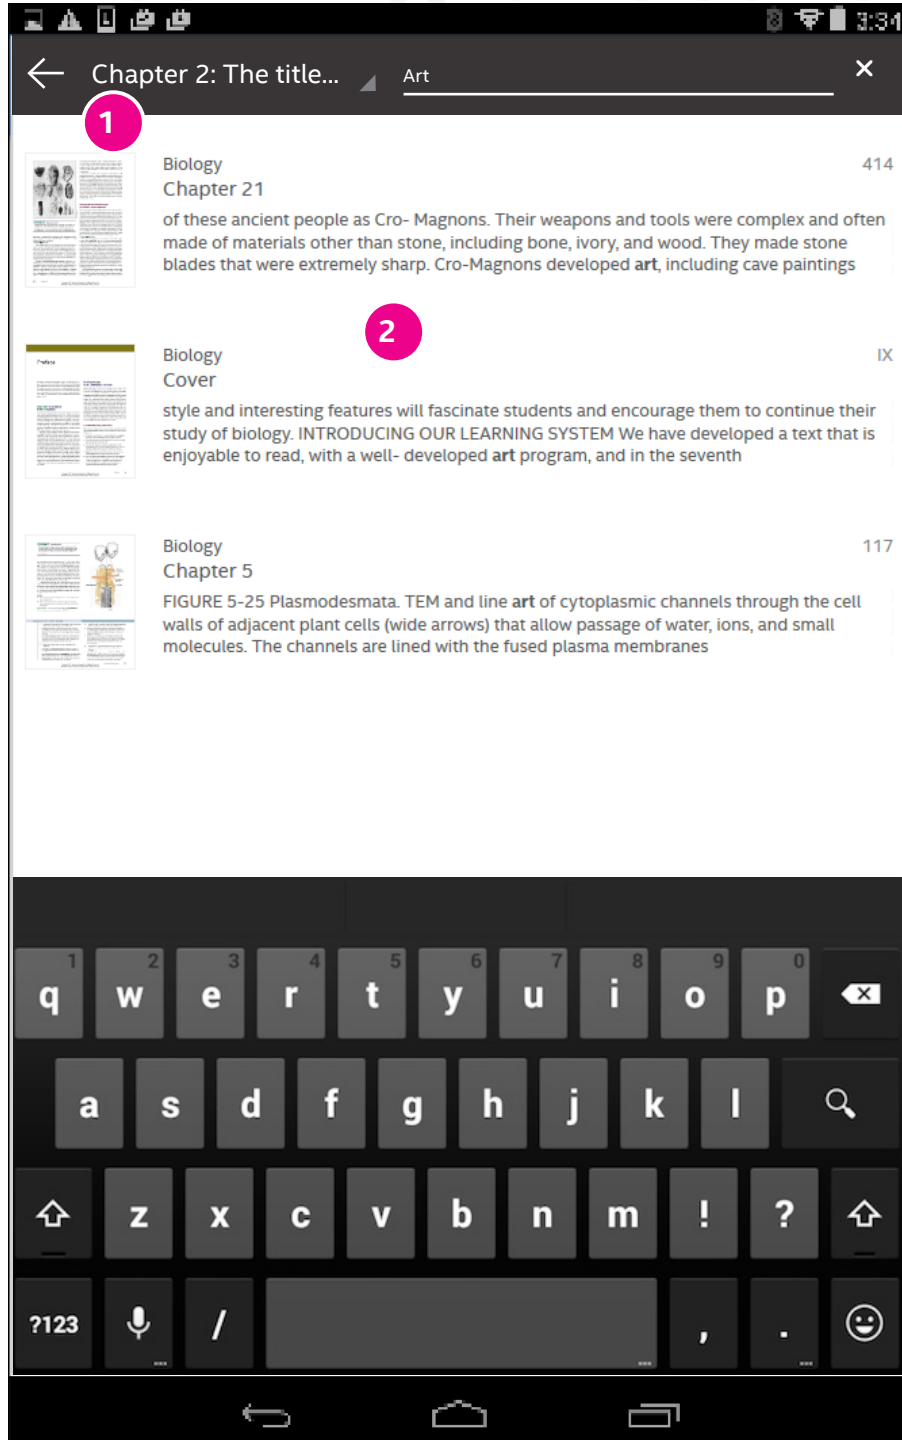 3:34
Chapter 2: The title...
Art
1
Biology
414
Chapter 21
of these ancient people as Cro- Magnons. Their weapons and tools were complex and often
made of materials other than stone, including bone, ivory, and wood. They made stone
blades that were extremely sharp. Cro-Magnons developed art, including cave paintings
2
Preface
Biology
IX
Cover
style and interesting features will fascinate students and encourage them to continue their
study of biology. INTRODUCING OUR LEARNING SYSTEM We have developed a text that is
enjoyable to read, with a well- developed art program, and in the seventh
Biology
117
Chapter 5
FIGURE 5-25 Plasmodesmata. TEM and line art of cytoplasmic channels through the cell
walls of adjacent plant cells (wide arrows) that allow passage of water, ions, and small
molecules. The channels are lined with the fused plasma membranes
1 2 3 4 5 6 7 8 9 0
q w e r t y u i o p
a s d f g h j k l
z x c v b n m ! ?
?123 / , .